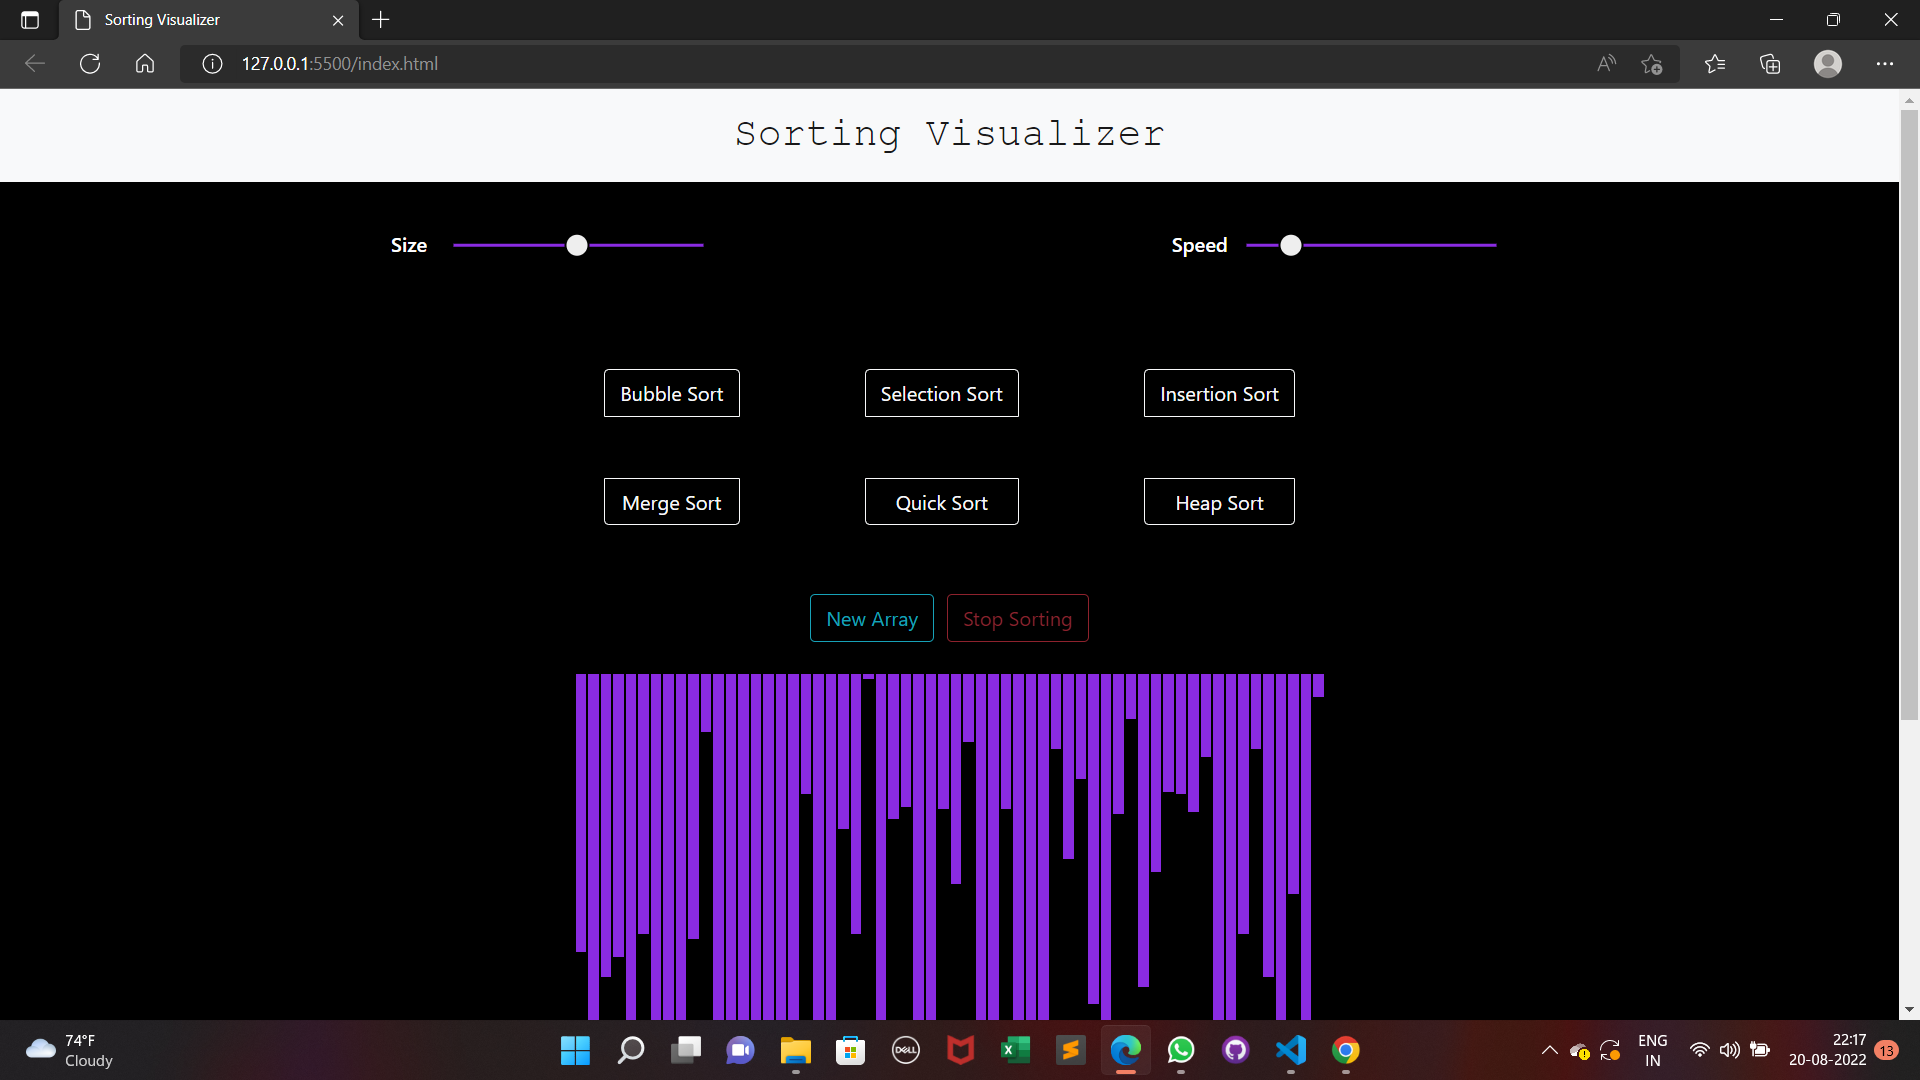 Sorting Visualizer
127.0.0.1:5500/index.html
Sorting Visualizer
Size
Speed
Bubble Sort
Selection Sort
Insertion Sort
Merge Sort
Quick Sort
Heap Sort
New Array
Stop Sorting
74°F
Cloudy
DELL
ENG
IN
22:17
20-08-2022
13